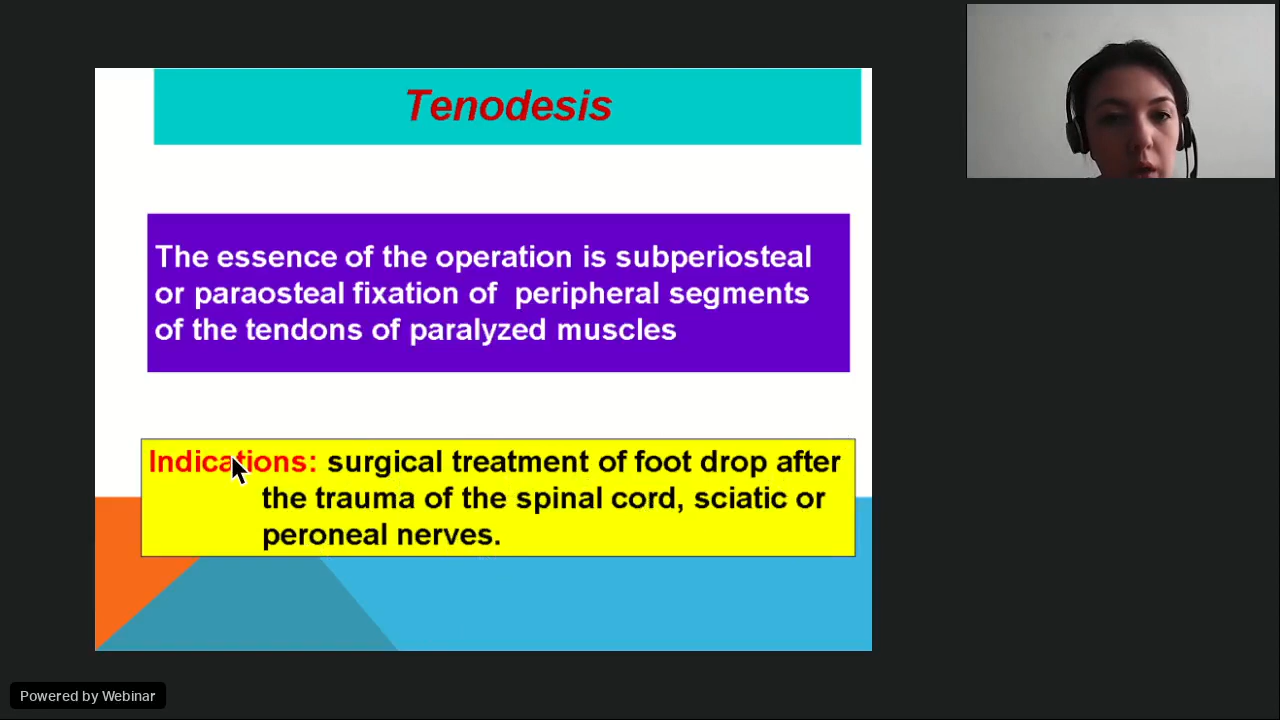 Tenodesis
The essence of the operation is subperiosteal
or paraosteal fixation of peripheral segments
of the tendons of paralyzed muscles
Indications: surgical treatment of foot drop after
the trauma of the spinal cord, sciatic or
peroneal nerves.
Powered by Webinar